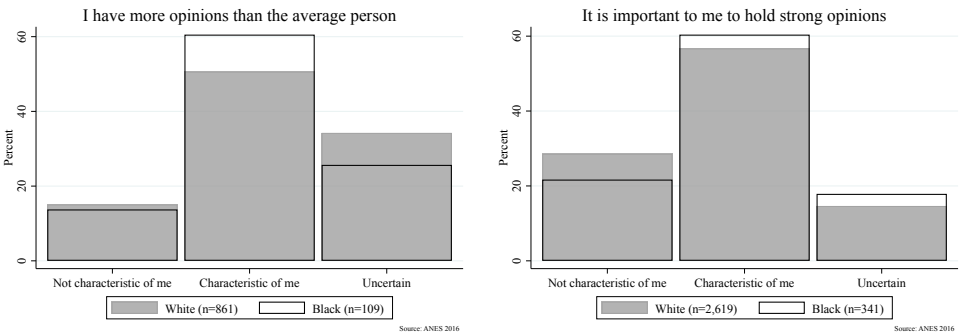 I have more opinions than the average person
60
40
20
0
Percent
Not characteristic of me
Characteristic of me
Uncertain
White (n=861)
Black (n=109)
Source: ANES 2016
It is important to me to hold strong opinions
60
40
20
0
Percent
Not characteristic of me
Characteristic of me
Uncertain
White (n=2,619)
Black (n=341)
Source: ANES 2016